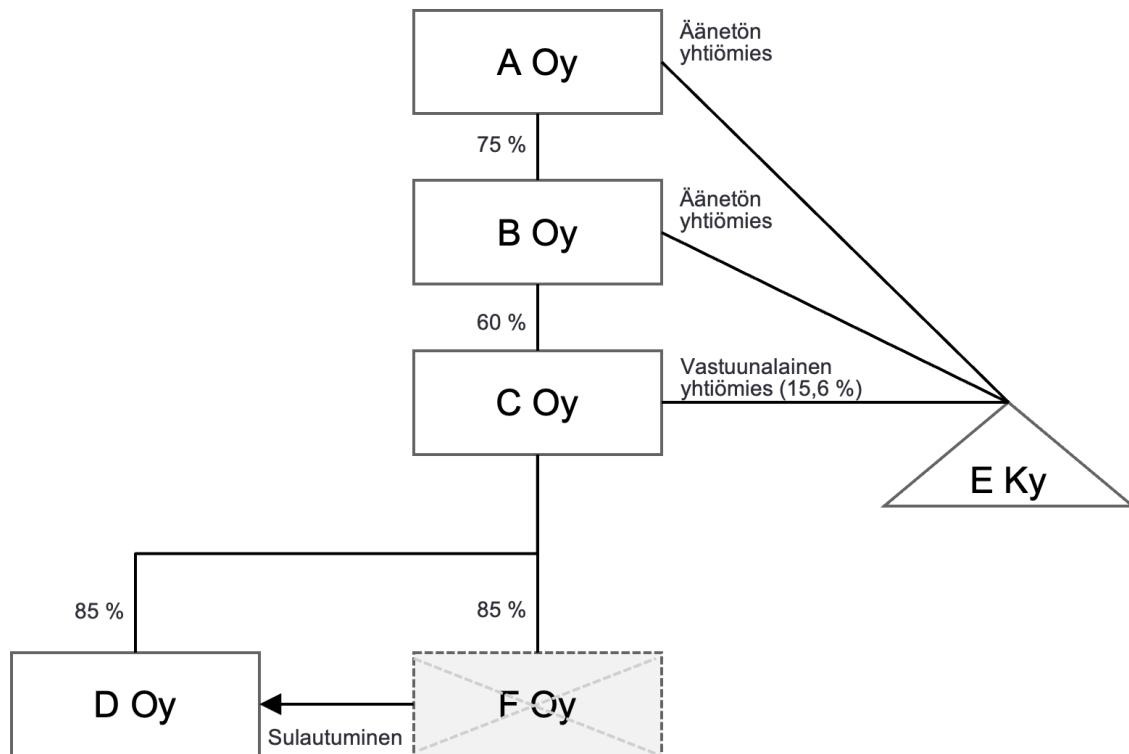 A Oy
Äänetön
yhtiömies
75 %
B Oy
Äänetön
yhtiömies
60 %
C Oy
Vastuunalainen
yhtiömies (15,6 %)
E Ky
85 %
85 %
D Oy
F Oy
Sulautuminen